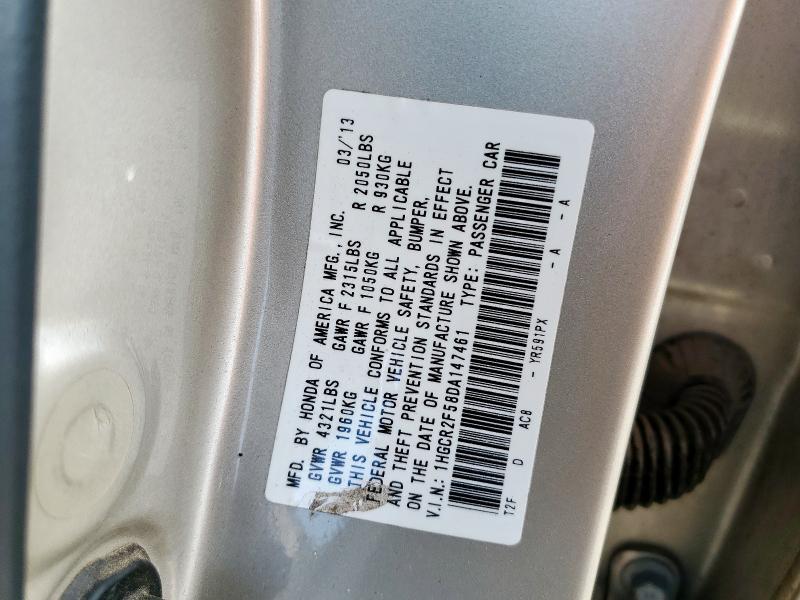 MFD. BY HONDA OF AMERICA MFG., INC. 03/'13
GVWR 4321LBS GAWR F 2315LBS R 2050LBS
GVWR 1960KG GAWR F 1050KG R 930KG
THIS VEHICLE CONFORMS TO ALL APPLICABLE
FEDERAL MOTOR VEHICLE SAFETY, BUMPER,
AND THEFT PREVENTION STANDARDS IN EFFECT
ON THE DATE OF MANUFACTURE SHOWN ABOVE.
V.I.N.: 1HGCR2F58DA147461 TYPE: PASSENGER CAR
T2F D AC8 - YR591PX - A - A